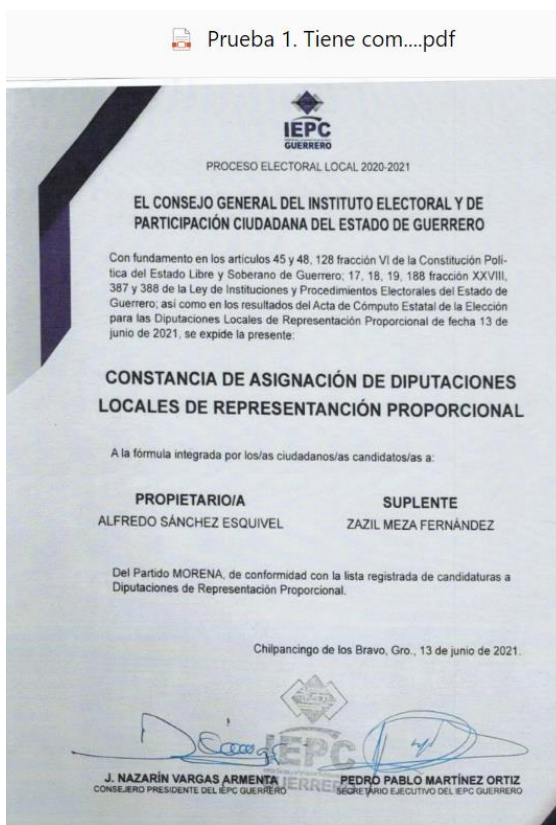 Prueba 1. Tiene com....pdf
IEPC
GUERRERO
PROCESO ELECTORAL LOCAL 2020-2021
EL CONSEJO GENERAL DEL INSTITUTO ELECTORAL Y DE
PARTICIPACIÓN CIUDADANA DEL ESTADO DE GUERRERO
Con fundamento en los artículos 45 y 48, 128 fracción VI de la Constitución Polí-
tica del Estado Libre y Soberano de Guerrero; 17, 18, 19, 188 fracción XXVIII,
387 y 388 de la Ley de Instituciones y Procedimientos Electorales del Estado de
Guerrero; así como en los resultados del Acta de Cómputo Estatal de la Elección
para las Diputaciones Locales de Representación Proporcional de fecha 13 de
junio de 2021, se expide la presente:
CONSTANCIA DE ASIGNACIÓN DE DIPUTACIONES
LOCALES DE REPRESENTANCIÓN PROPORCIONAL
A la fórmula integrada por los/as ciudadanos/as candidatos/as a:
PROPIETARIO/A SUPLENTE
ALFREDO SÁNCHEZ ESQUIVEL ZAZIL MEZA FERNÁNDEZ
Del Partido MORENA, de conformidad con la lista registrada de candidaturas a
Diputaciones de Representación Proporcional.
Chilpancingo de los Bravo, Gro., 13 de junio de 2021.
IEPC
J. NAZARÍN VARGAS ARMENTA PEDRO PABLO MARTÍNEZ ORTIZ
CONSEJERO PRESIDENTE DEL IEPC GUERRERO SECRETARIO EJECUTIVO DEL IEPC GUERRERO